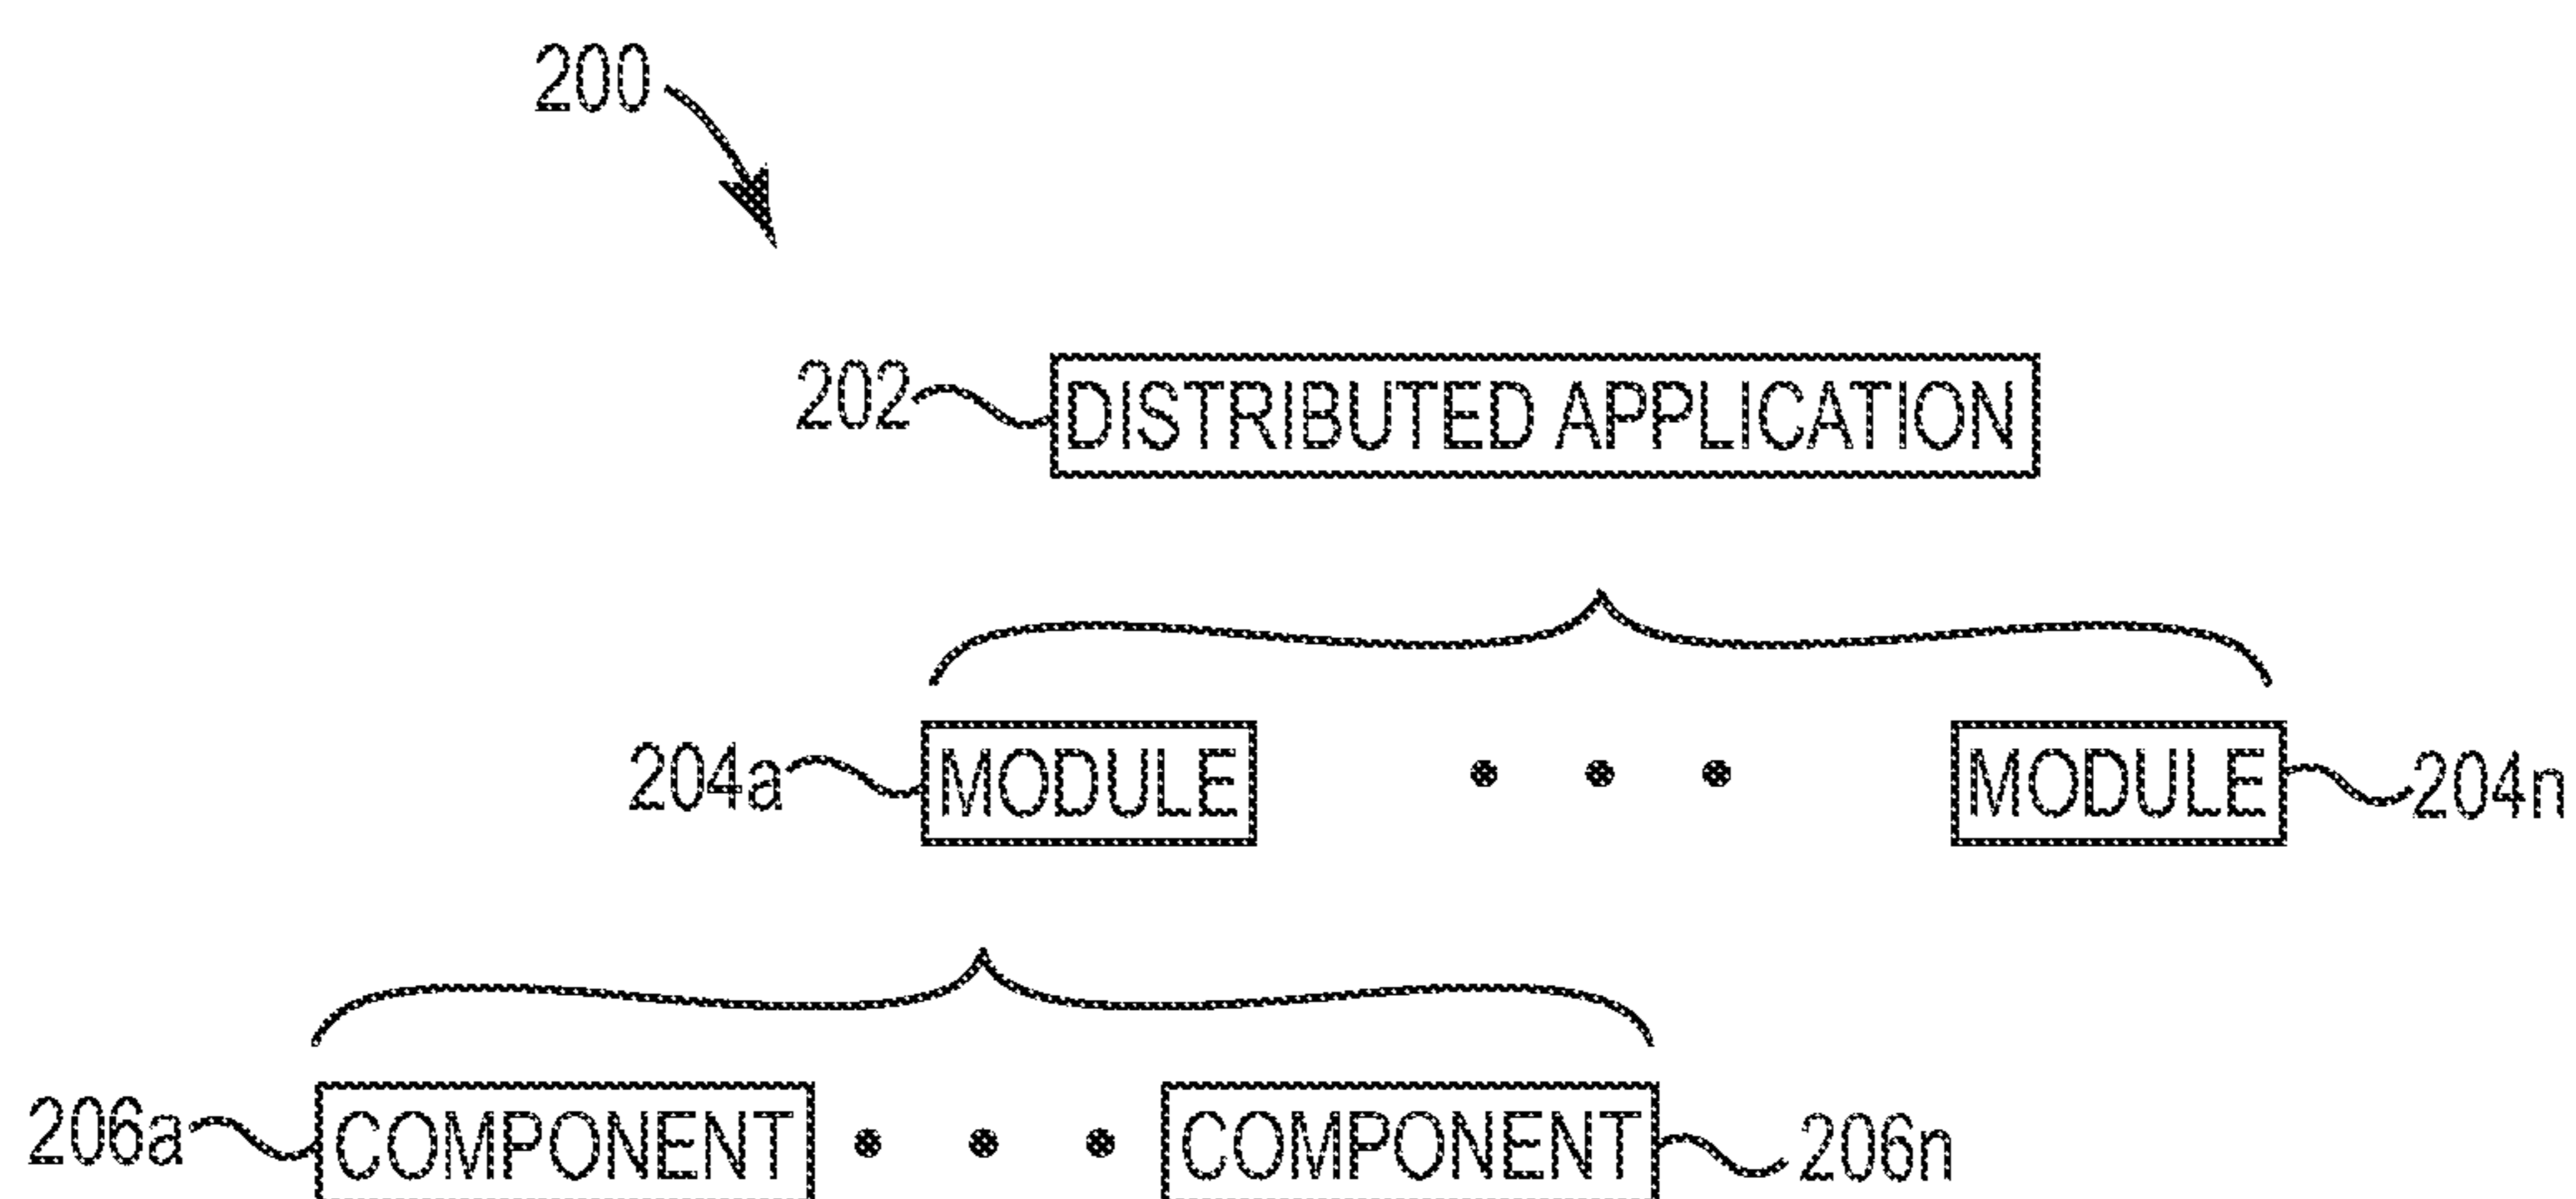 200
202 DISTRIBUTED APPLICATION
204a MODULE MODULE 204n
206a COMPONENT COMPONENT 206n